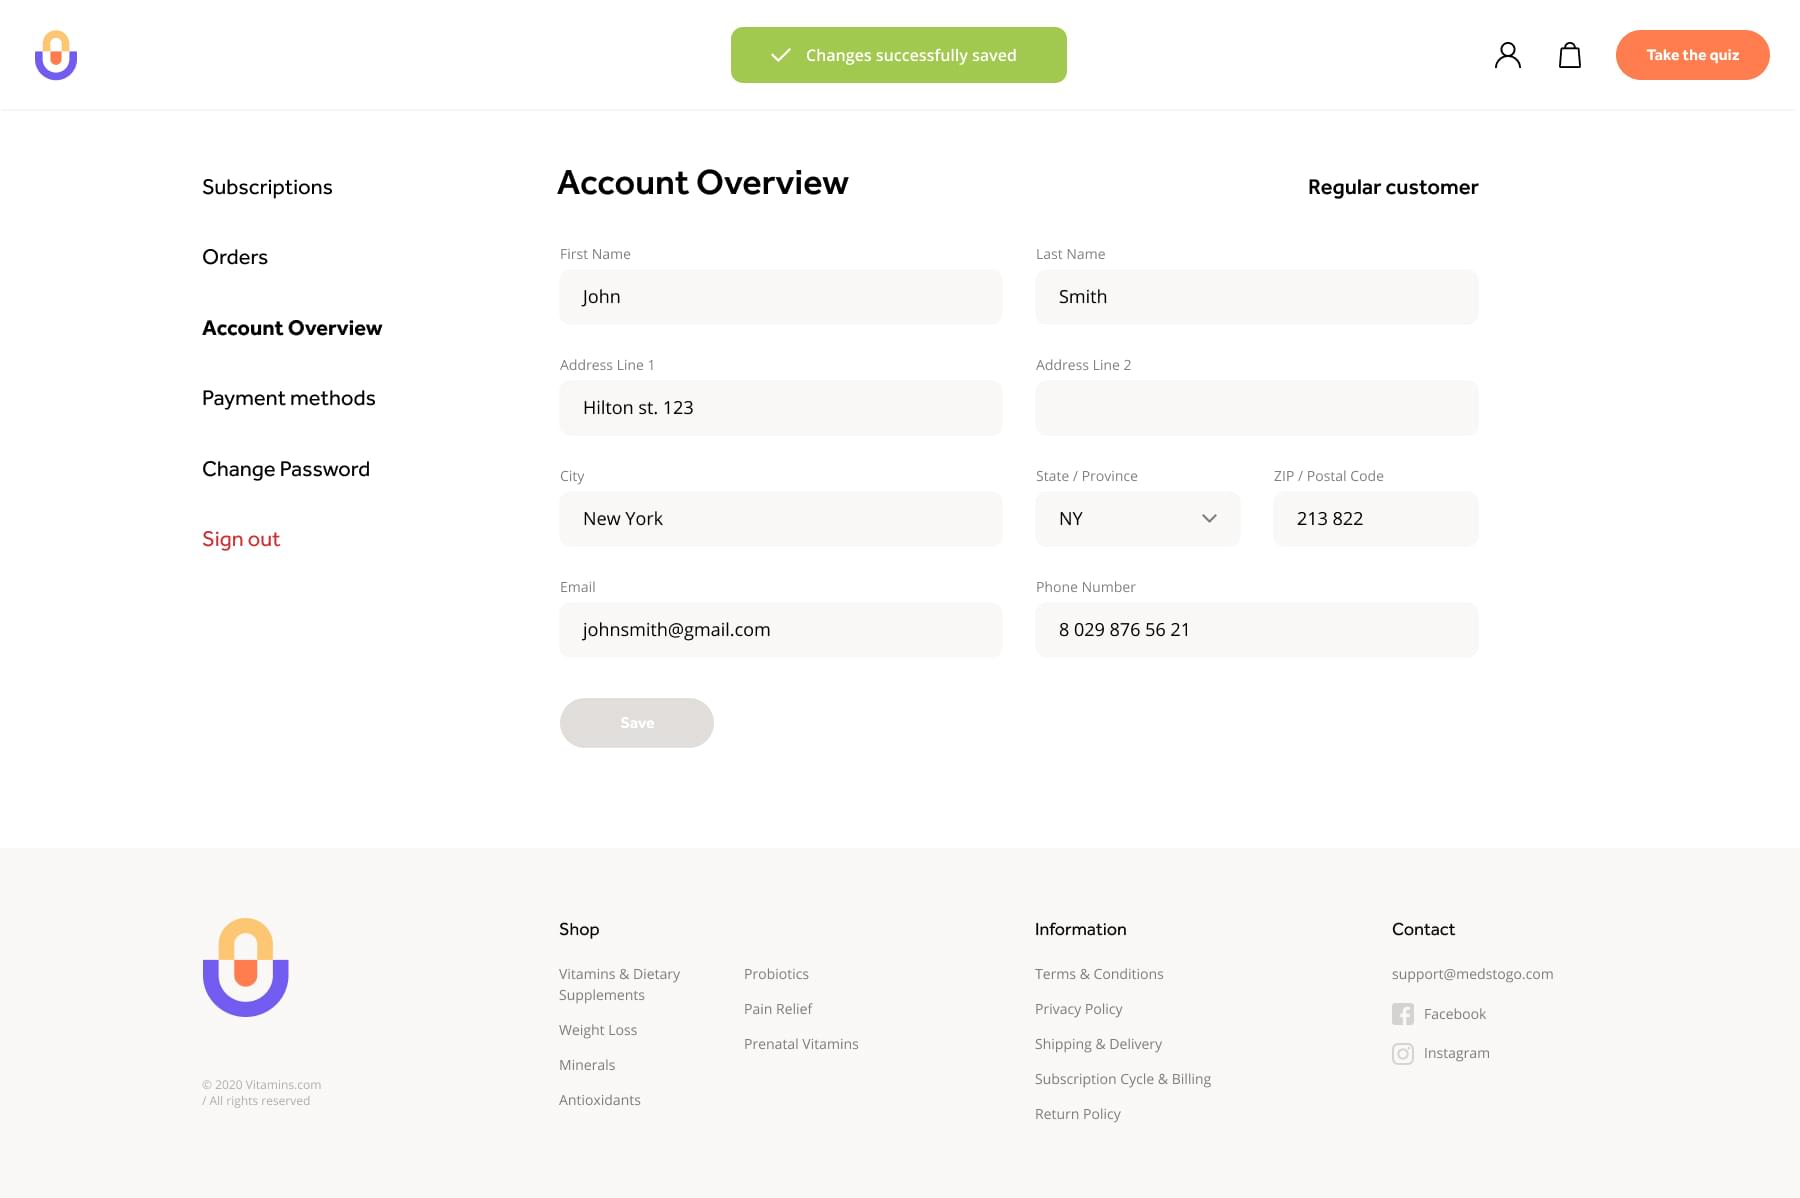 Changes successfully saved
Take the quiz
Subscriptions
Orders
Account Overview
Payment methods
Change Password
Sign out
Account Overview
Regular customer
First Name
Last Name
John
Smith
Address Line 1
Address Line 2
Hilton st. 123
City
State / Province
ZIP / Postal Code
New York
NY
213 822
Email
Phone Number
johnsmith@gmail.com
8 029 876 56 21
Save
© 2020 Vitamins.com
/ All rights reserved
Shop
Vitamins & Dietary
Supplements
Weight Loss
Minerals
Antioxidants
Probiotics
Pain Relief
Prenatal Vitamins
Information
Terms & Conditions
Privacy Policy
Shipping & Delivery
Subscription Cycle & Billing
Return Policy
Contact
support@medstogo.com
Facebook
Instagram